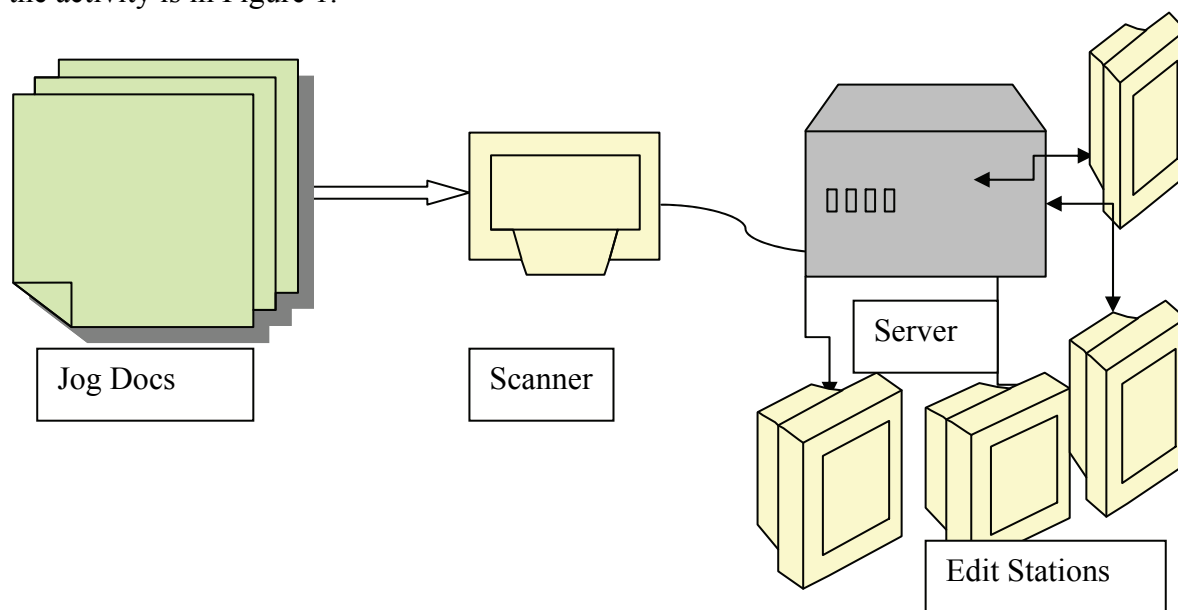 the activity is in Figure 1.
Jog Docs
Scanner
Server
Edit Stations